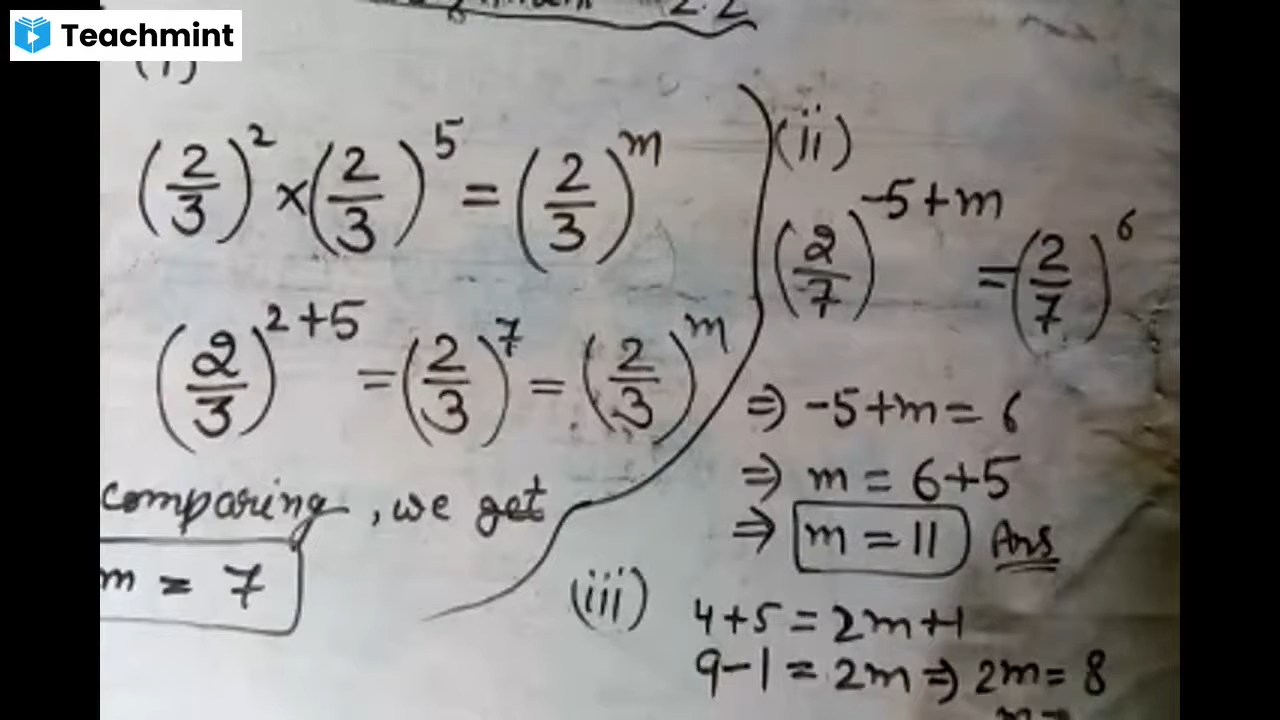 Teachmint
2.2
(i)
(2/3)^2 × (2/3)^5 = (2/3)^m
(2/3)^2+5 = (2/3)^7 = (2/3)^m
comparing, we get
m = 7
(ii)
(2/7)^-5+m = (2/7)^6
⇒ -5+m = 6
⇒ m = 6+5
⇒ m = 11 Ans
(iii) 4+5 = 2m+1
9-1 = 2m ⇒ 2m = 8